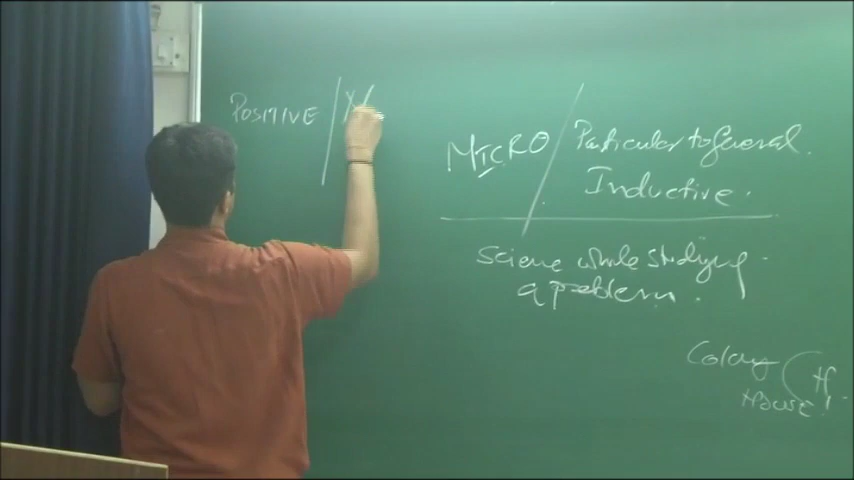 POSITIVE / N
MICRO / Particular to General.
Inductive.
Science while studying
a problem.
Colony (H
House